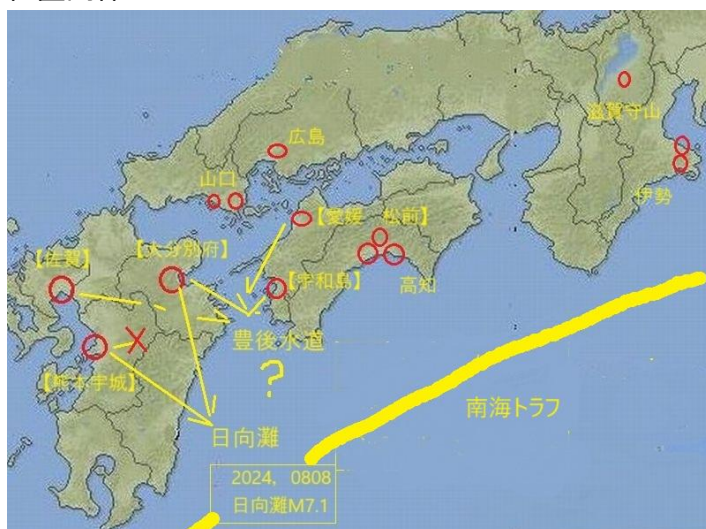 広島
滋賀守山
山口
伊勢
【愛媛 松前】
【大分別府】
【佐賀】
【宇和島】
高知
豊後水道
?
【熊本宇城】
南海トラフ
日向灘
2024, 0808
日向灘M7.1